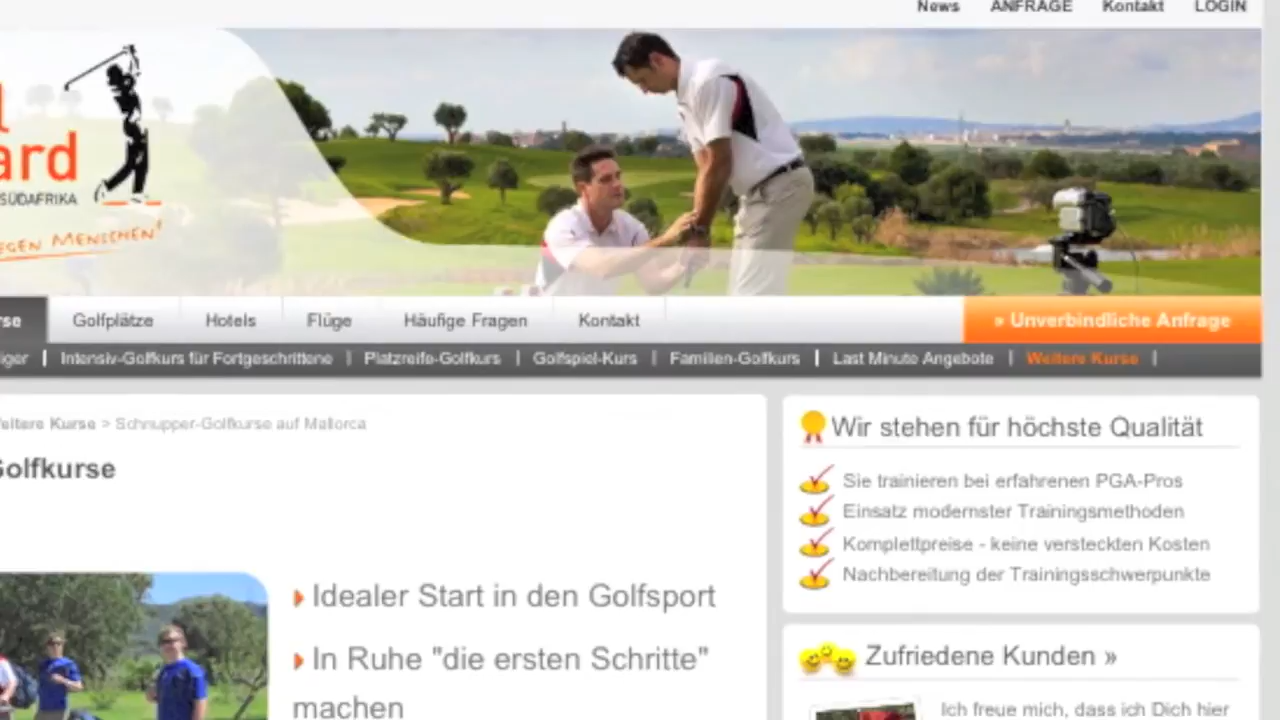 News ANFRAGE Kontakt LOGIN
ard
SÜDAFRIKA
Golfplätze Hotels Flüge Häufige Fragen Kontakt » Unverbindliche Anfrage
Intensiv-Golfkurs für Fortgeschrittene | Platzreife-Golfkurs | Golfspiel-Kurs | Familien-Golfkurs | Last Minute Angebote | Weitere Kurse |
eitere Kurse > Schnupper-Golfkurse auf Mallorca
Golfkurse
Idealer Start in den Golfsport
In Ruhe "die ersten Schritte"
machen
Wir stehen für höchste Qualität
Sie trainieren bei erfahrenen PGA-Pros
Einsatz modernster Trainingsmethoden
Komplettpreise - keine versteckten Kosten
Nachbereitung der Trainingsschwerpunkte
Zufriedene Kunden »
Ich freue mich, dass ich Dich hier